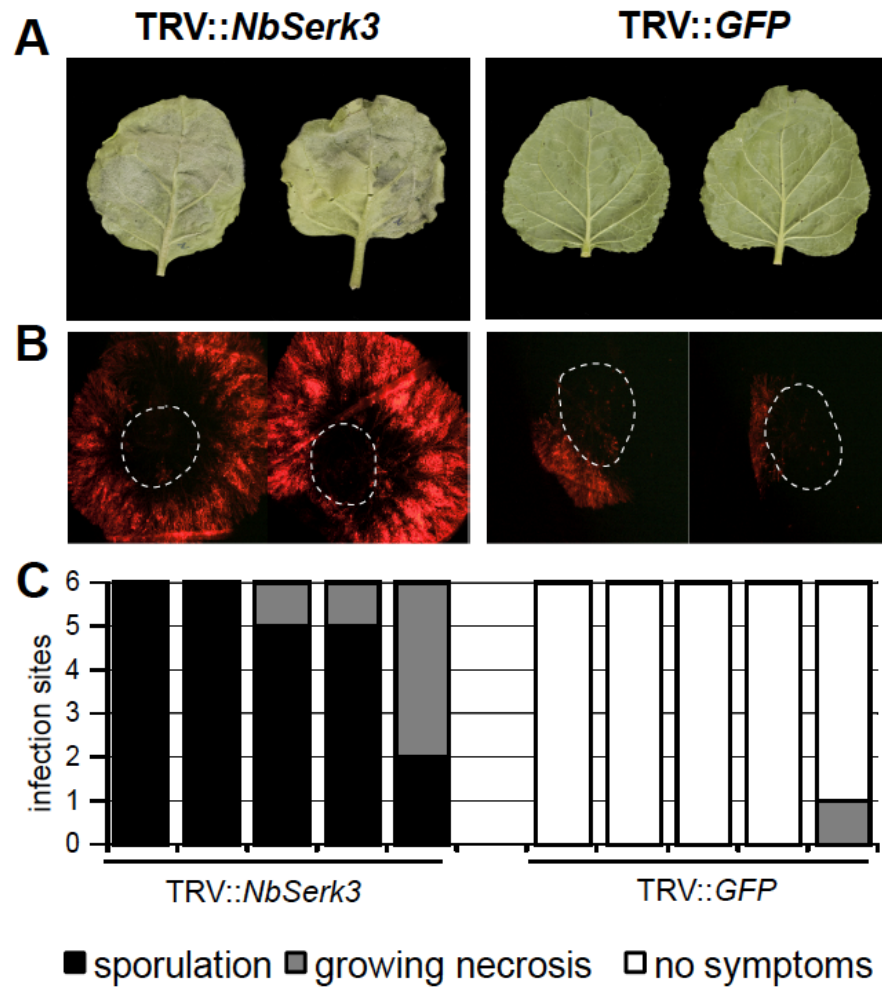 A
TRV::NbSerk3
TRV::GFP
B
C
6
5
4
3
2
1
0
infection sites
TRV::NbSerk3
TRV::GFP
sporulation
growing necrosis
no symptoms